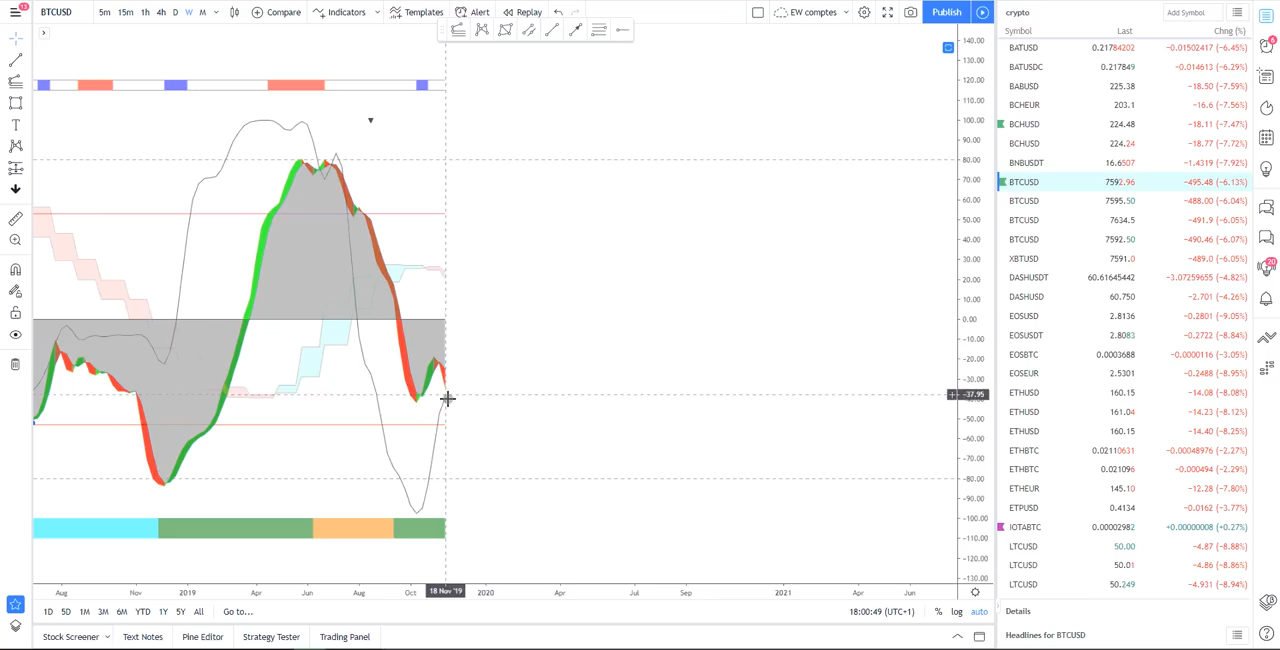 13 BTCUSD 5m 15m 1h 4h D W M Compare Indicators Templates Alert Replay EW comptes Publish
crypto Add Symbol
Symbol Last Chng (%)
BATUSD 0.21784202 −0.01502417 (−6.45%)
BATUSDC 0.217849 −0.014613 (−6.29%)
BABUSD 225.38 −18.50 (−7.59%)
BCHEUR 203.1 −16.6 (−7.56%)
BCHUSD 224.48 −18.11 (−7.47%)
BCHUSD 224.24 −18.77 (−7.72%)
BNBUSDT 16.6507 −1.4319 (−7.92%)
BTCUSD 7592.96 −495.48 (−6.13%)
BTCUSD 7595.50 −488.00 (−6.04%)
BTCUSD 7634.5 −491.9 (−6.05%)
BTCUSD 7592.50 −490.46 (−6.07%)
XBTUSD 7591.0 −489.0 (−6.05%)
DASHUSDT 60.61645442 −3.07259655 (−4.82%)
DASHUSD 60.750 −2.701 (−4.26%)
EOSUSD 2.8136 −0.2801 (−9.05%)
EOSUSDT 2.8083 −0.2722 (−8.84%)
EOSBTC 0.0003688 −0.0000116 (−3.05%)
EOSEUR 2.5301 −0.2488 (−8.95%)
ETHUSD 160.15 −14.08 (−8.08%)
ETHUSD 161.04 −14.23 (−8.12%)
ETHUSD 160.15 −14.40 (−8.25%)
ETHBTC 0.02110631 −0.00048976 (−2.27%)
ETHBTC 0.021096 −0.000494 (−2.29%)
ETHEUR 145.10 −12.28 (−7.80%)
ETPUSD 0.4134 −0.0162 (−3.77%)
IOTABTC 0.00002982 +0.00000008 (+0.27%)
LTCUSD 50.00 −4.87 (−8.88%)
LTCUSD 50.01 −4.86 (−8.86%)
LTCUSD 50.249 −4.931 (−8.94%)
140.00
130.00
120.00
110.00
100.00
90.00
80.00
70.00
60.00
50.00
40.00
30.00
20.00
10.00
0.00
−10.00
−20.00
−30.00
−37.95
−50.00
−60.00
−70.00
−80.00
−90.00
−100.00
−110.00
−120.00
−130.00
Aug Nov 2019 Apr Jun Aug Oct 18 Nov '19 2020 Apr Jul Sep 2021 Apr Jun
1D 5D 1M 3M 6M YTD 1Y 5Y All Go to... 18:00:49 (UTC+1) % log auto
Stock Screener Text Notes Pine Editor Strategy Tester Trading Panel
Details
Headlines for BTCUSD
6
20